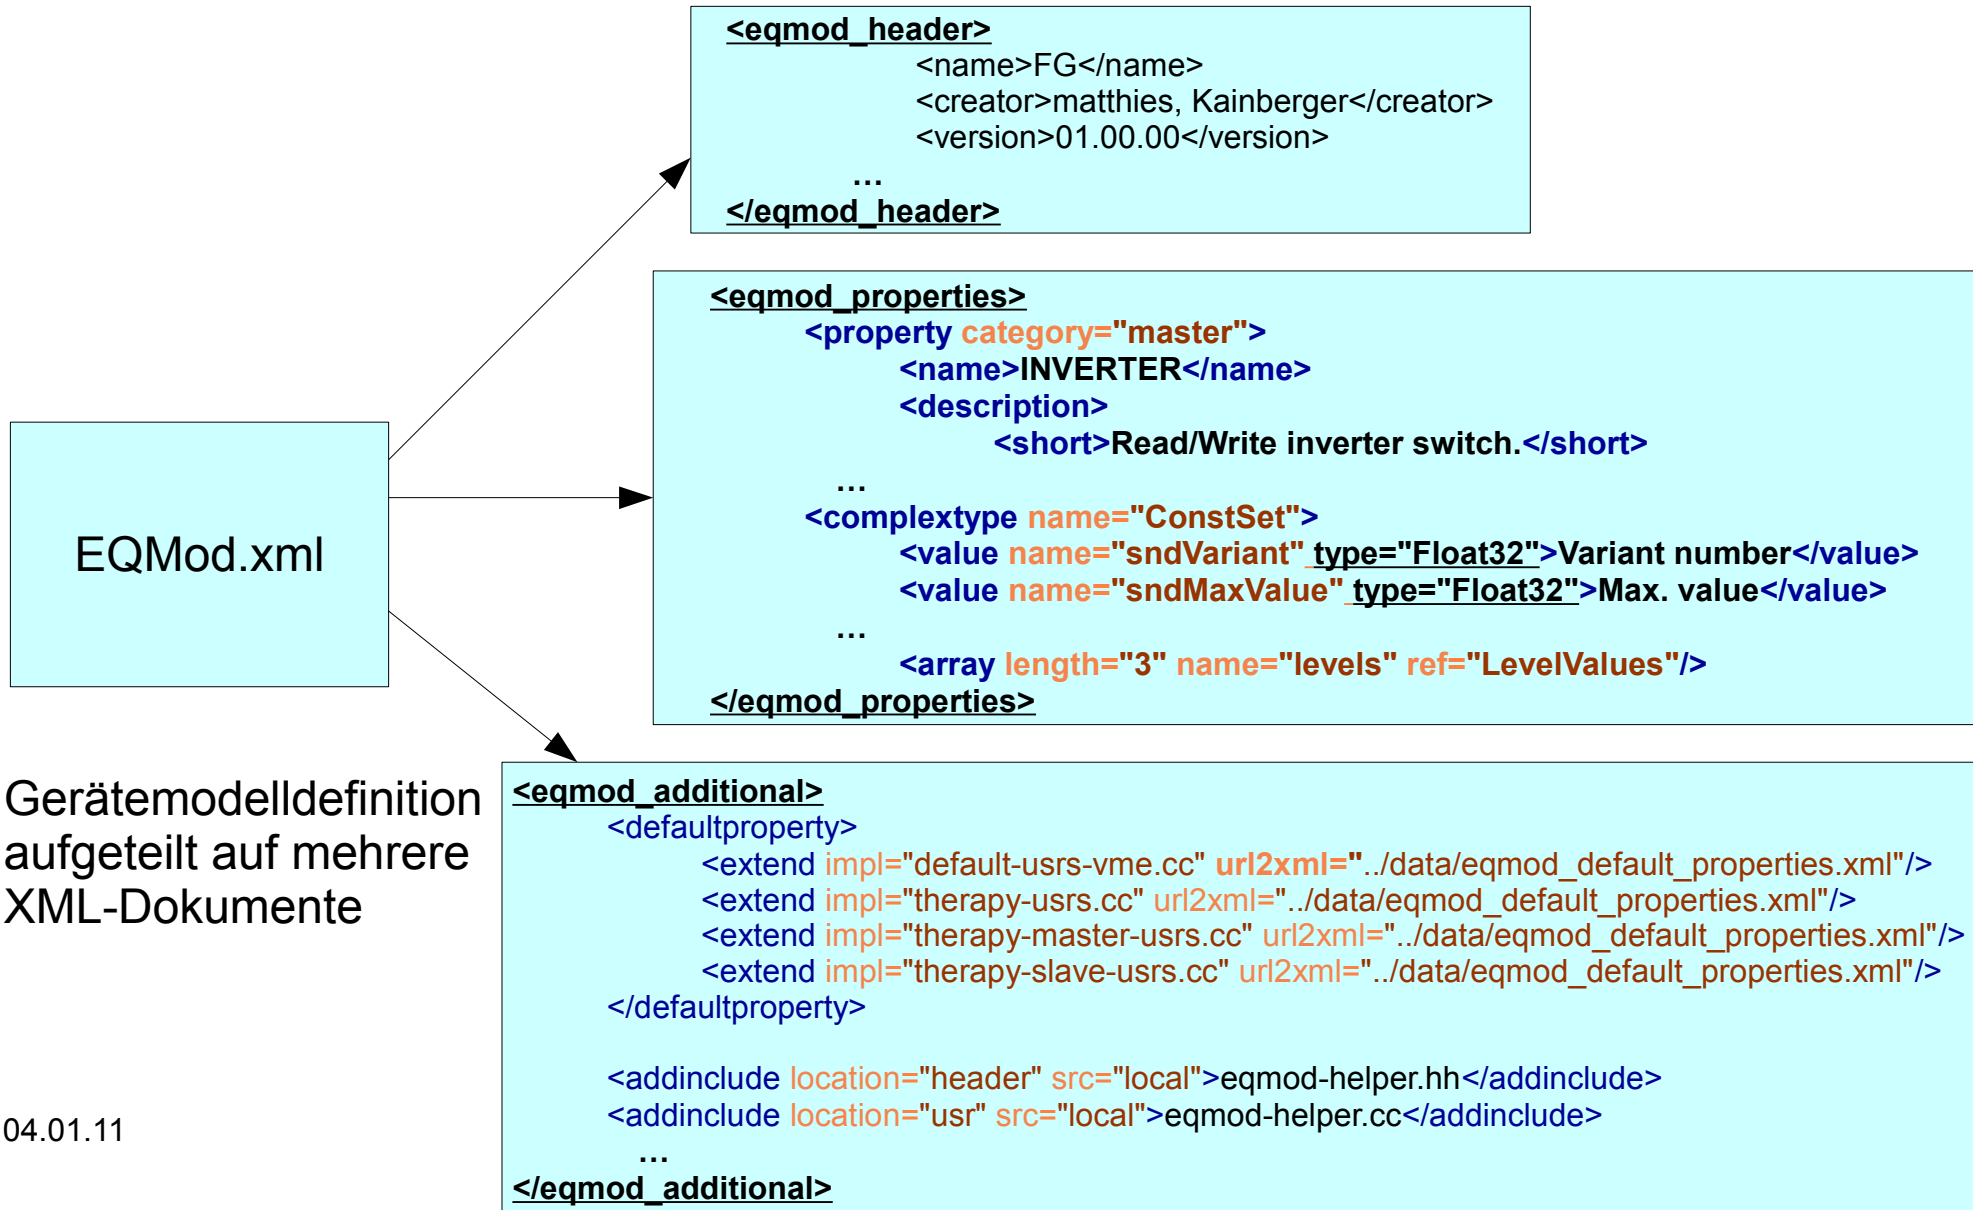 <eqmod_header>
<name>FG</name>
<creator>matthies, Kainberger</creator>
<version>01.00.00</version>
...
</eqmod_header>
<eqmod_properties>
<property category="master">
<name>INVERTER</name>
<description>
<short>Read/Write inverter switch.</short>
...
<complextype name="ConstSet">
<value name="sndVariant" type="Float32">Variant number</value>
<value name="sndMaxValue" type="Float32">Max. value</value>
...
<array length="3" name="levels" ref="LevelValues"/>
</eqmod_properties>
EQMod.xml
Gerätemodelldefinition
aufgeteilt auf mehrere
XML-Dokumente
<eqmod_additional>
<defaultproperty>
<extend impl="default-usrs-vme.cc" url2xml="../data/eqmod_default_properties.xml"/>
<extend impl="therapy-usrs.cc" url2xml="../data/eqmod_default_properties.xml"/>
<extend impl="therapy-master-usrs.cc" url2xml="../data/eqmod_default_properties.xml"/>
<extend impl="therapy-slave-usrs.cc" url2xml="../data/eqmod_default_properties.xml"/>
</defaultproperty>
<addinclude location="header" src="local">eqmod-helper.hh</addinclude>
<addinclude location="usr" src="local">eqmod-helper.cc</addinclude>
...
</eqmod_additional>
04.01.11